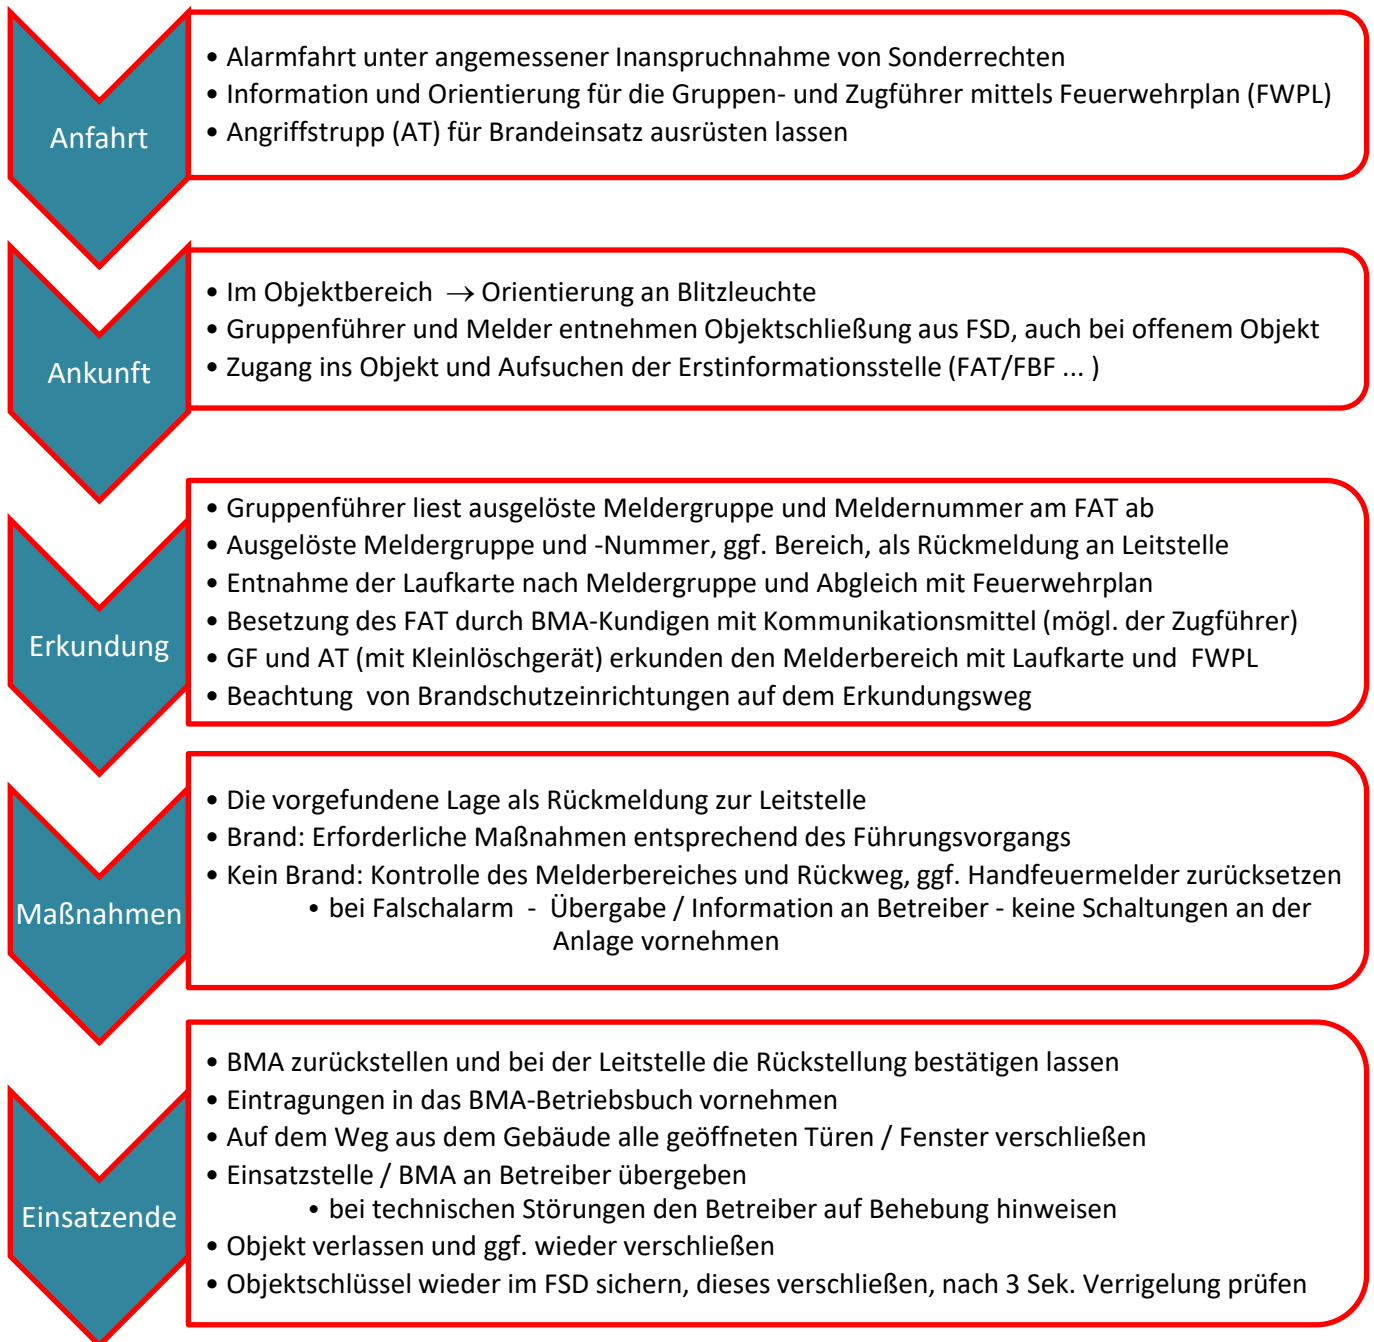 Anfahrt
• Alarmfahrt unter angemessener Inanspruchnahme von Sonderrechten
• Information und Orientierung für die Gruppen- und Zugführer mittels Feuerwehrplan (FWPL)
• Angriffstrupp (AT) für Brandeinsatz ausrüsten lassen
Ankunft
• Im Objektbereich → Orientierung an Blitzleuchte
• Gruppenführer und Melder entnehmen Objektschließung aus FSD, auch bei offenem Objekt
• Zugang ins Objekt und Aufsuchen der Erstinformationsstelle (FAT/FBF ... )
Erkundung
• Gruppenführer liest ausgelöste Meldergruppe und Meldernummer am FAT ab
• Ausgelöste Meldergruppe und -Nummer, ggf. Bereich, als Rückmeldung an Leitstelle
• Entnahme der Laufkarte nach Meldergruppe und Abgleich mit Feuerwehrplan
• Besetzung des FAT durch BMA-Kundigen mit Kommunikationsmittel (mögl. der Zugführer)
• GF und AT (mit Kleinlöschgerät) erkunden den Melderbereich mit Laufkarte und FWPL
• Beachtung von Brandschutzeinrichtungen auf dem Erkundungsweg
Maßnahmen
• Die vorgefundene Lage als Rückmeldung zur Leitstelle
• Brand: Erforderliche Maßnahmen entsprechend des Führungsvorgangs
• Kein Brand: Kontrolle des Melderbereiches und Rückweg, ggf. Handfeuermelder zurücksetzen
• bei Falschalarm - Übergabe / Information an Betreiber - keine Schaltungen an der
Anlage vornehmen
Einsatzende
• BMA zurückstellen und bei der Leitstelle die Rückstellung bestätigen lassen
• Eintragungen in das BMA-Betriebsbuch vornehmen
• Auf dem Weg aus dem Gebäude alle geöffneten Türen / Fenster verschließen
• Einsatzstelle / BMA an Betreiber übergeben
• bei technischen Störungen den Betreiber auf Behebung hinweisen
• Objekt verlassen und ggf. wieder verschließen
• Objektschlüssel wieder im FSD sichern, dieses verschließen, nach 3 Sek. Verrigelung prüfen